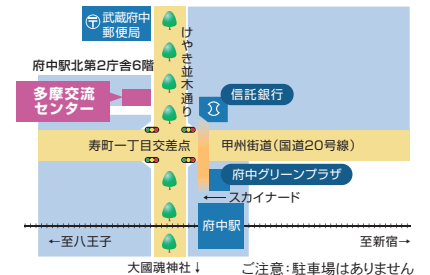 〒武蔵府中
郵便局
けやき並木通り
府中駅北第2庁舎6階
多摩交流
センター
信託銀行
寿町一丁目交差点
甲州街道(国道20号線)
府中グリーンプラザ
←スカイナード
府中駅
←至八王子
至新宿→
大國魂神社↓
ご注意:駐車場はありません